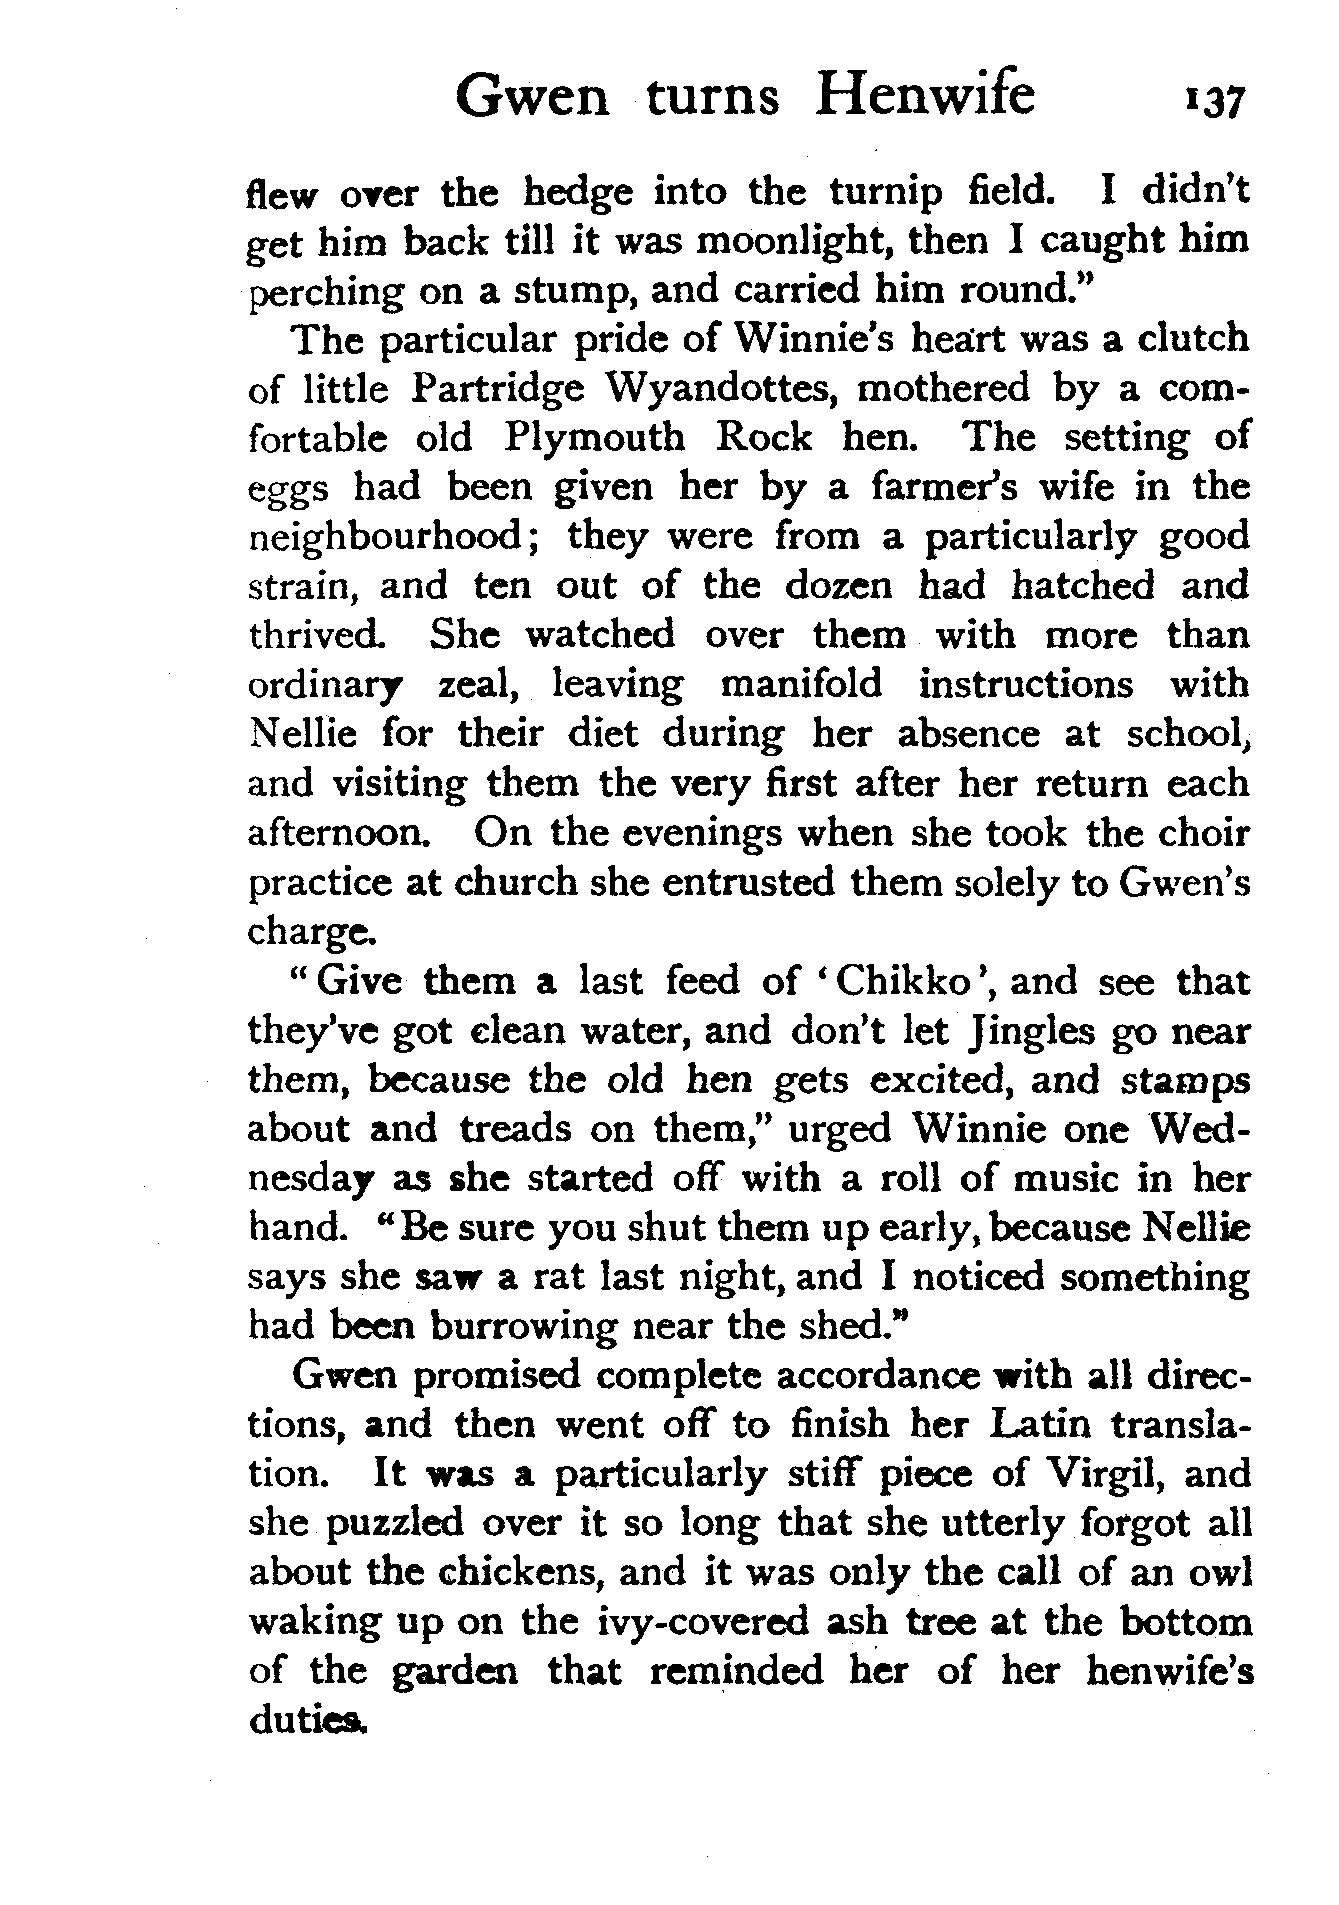 Gwen turns Henwife 137
flew over the hedge into the turnip field. I didn't
get him back till it was moonlight, then I caught him
perching on a stump, and carried him round."
The particular pride of Winnie's heart was a clutch
of little Partridge Wyandottes, mothered by a com-
fortable old Plymouth Rock hen. The setting of
eggs had been given her by a farmer's wife in the
neighbourhood; they were from a particularly good
strain, and ten out of the dozen had hatched and
thrived. She watched over them with more than
ordinary zeal, leaving manifold instructions with
Nellie for their diet during her absence at school,
and visiting them the very first after her return each
afternoon. On the evenings when she took the choir
practice at church she entrusted them solely to Gwen's
charge.
"Give them a last feed of 'Chikko', and see that
they've got clean water, and don't let Jingles go near
them, because the old hen gets excited, and stamps
about and treads on them," urged Winnie one Wed-
nesday as she started off with a roll of music in her
hand. "Be sure you shut them up early, because Nellie
says she saw a rat last night, and I noticed something
had been burrowing near the shed."
Gwen promised complete accordance with all direc-
tions, and then went off to finish her Latin transla-
tion. It was a particularly stiff piece of Virgil, and
she puzzled over it so long that she utterly forgot all
about the chickens, and it was only the call of an owl
waking up on the ivy-covered ash tree at the bottom
of the garden that reminded her of her henwife's
duties.